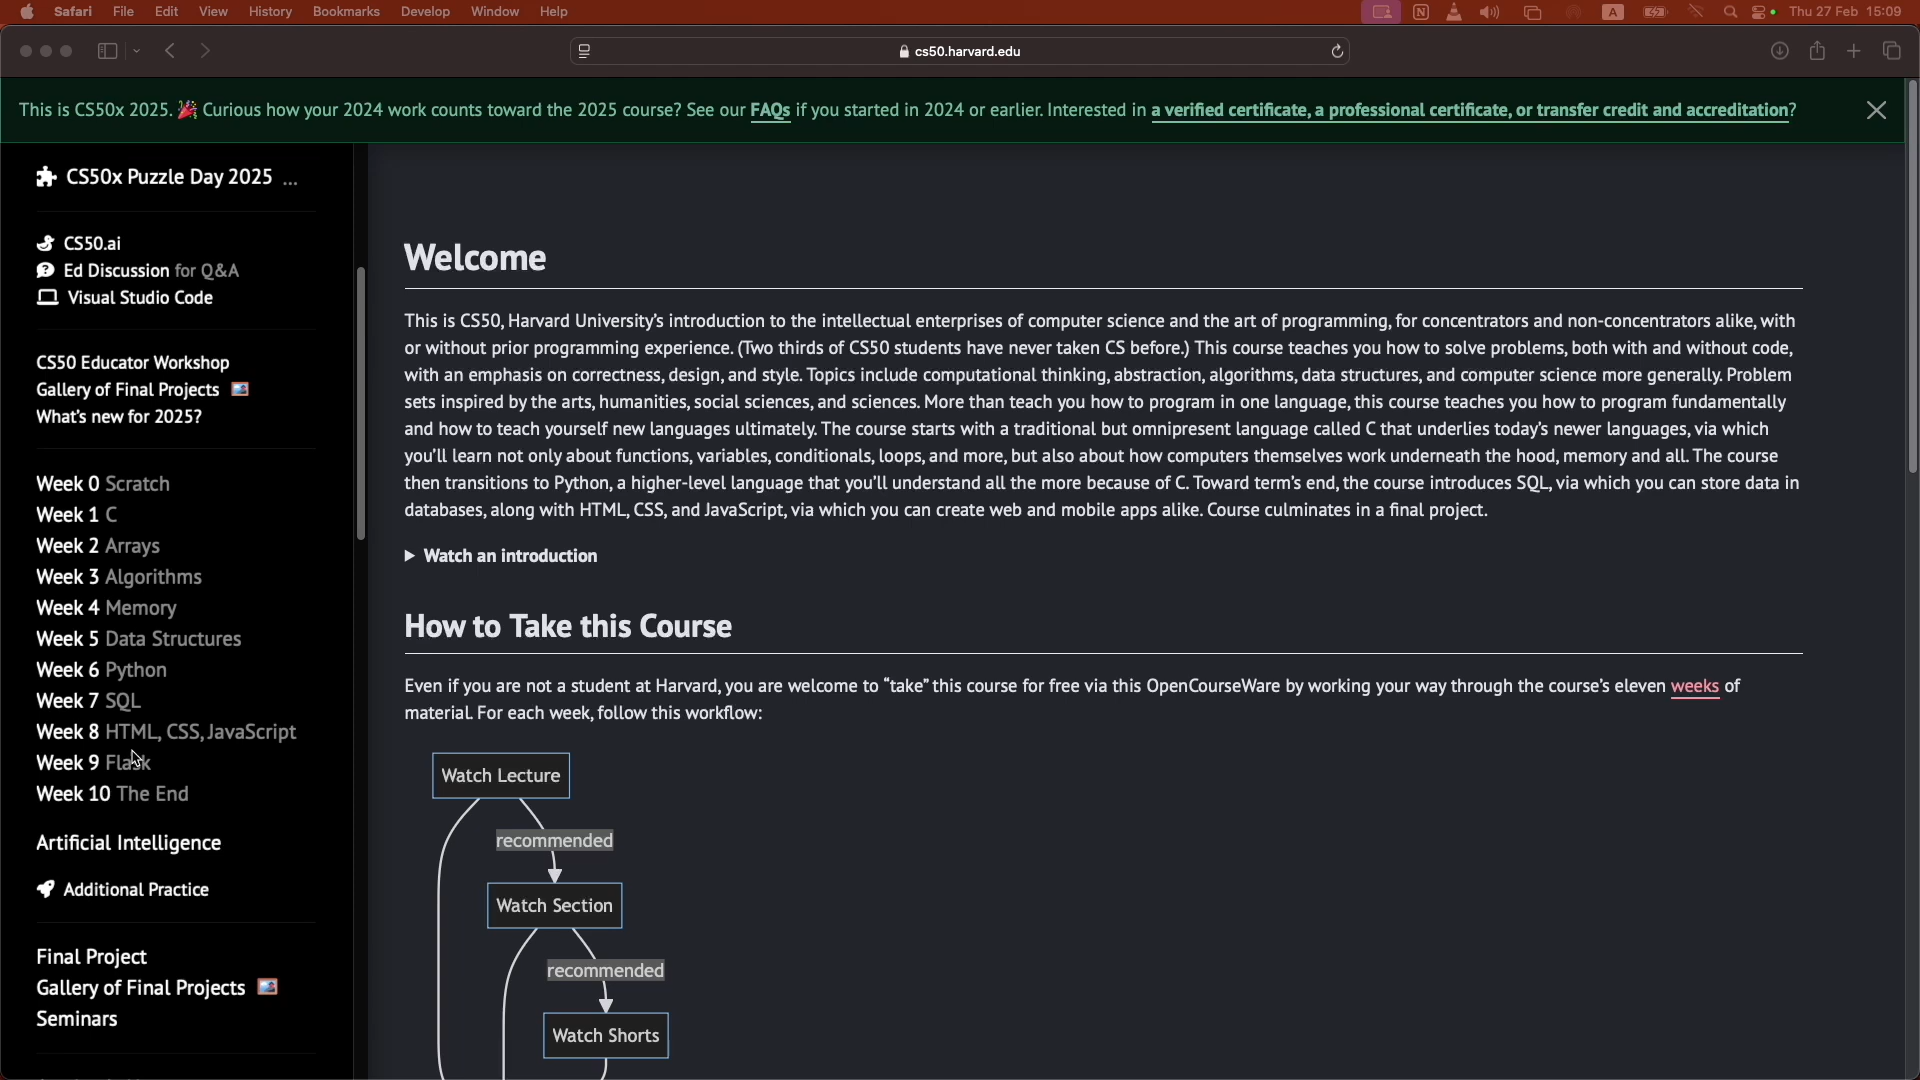 Safari File Edit View History Bookmarks Develop Window Help
A
Thu 27 Feb 15:09
cs50.harvard.edu
This is CS50x 2025. 🎉 Curious how your 2024 work counts toward the 2025 course? See our FAQs if you started in 2024 or earlier. Interested in a verified certificate, a professional certificate, or transfer credit and accreditation?
CS50x Puzzle Day 2025 ...
CS50.ai
Ed Discussion for Q&A
Visual Studio Code
CS50 Educator Workshop
Gallery of Final Projects
What's new for 2025?
Week 0 Scratch
Week 1 C
Week 2 Arrays
Week 3 Algorithms
Week 4 Memory
Week 5 Data Structures
Week 6 Python
Week 7 SQL
Week 8 HTML, CSS, JavaScript
Week 9 Flask
Week 10 The End
Artificial Intelligence
Additional Practice
Final Project
Gallery of Final Projects
Seminars
Welcome
This is CS50, Harvard University's introduction to the intellectual enterprises of computer science and the art of programming, for concentrators and non-concentrators alike, with
or without prior programming experience. (Two thirds of CS50 students have never taken CS before.) This course teaches you how to solve problems, both with and without code,
with an emphasis on correctness, design, and style. Topics include computational thinking, abstraction, algorithms, data structures, and computer science more generally. Problem
sets inspired by the arts, humanities, social sciences, and sciences. More than teach you how to program in one language, this course teaches you how to program fundamentally
and how to teach yourself new languages ultimately. The course starts with a traditional but omnipresent language called C that underlies today's newer languages, via which
you'll learn not only about functions, variables, conditionals, loops, and more, but also about how computers themselves work underneath the hood, memory and all. The course
then transitions to Python, a higher-level language that you'll understand all the more because of C. Toward term's end, the course introduces SQL, via which you can store data in
databases, along with HTML, CSS, and JavaScript, via which you can create web and mobile apps alike. Course culminates in a final project.
Watch an introduction
How to Take this Course
Even if you are not a student at Harvard, you are welcome to “take” this course for free via this OpenCourseWare by working your way through the course's eleven weeks of
material. For each week, follow this workflow:
Watch Lecture
recommended
Watch Section
recommended
Watch Shorts